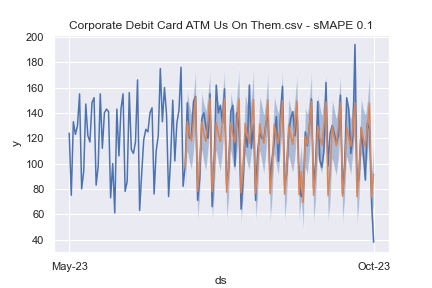 Corporate Debit Card ATM Us On Them.csv - sMAPE 0.1
200
180
160
140
120
100
80
60
40
y
May-23
Oct-23
ds